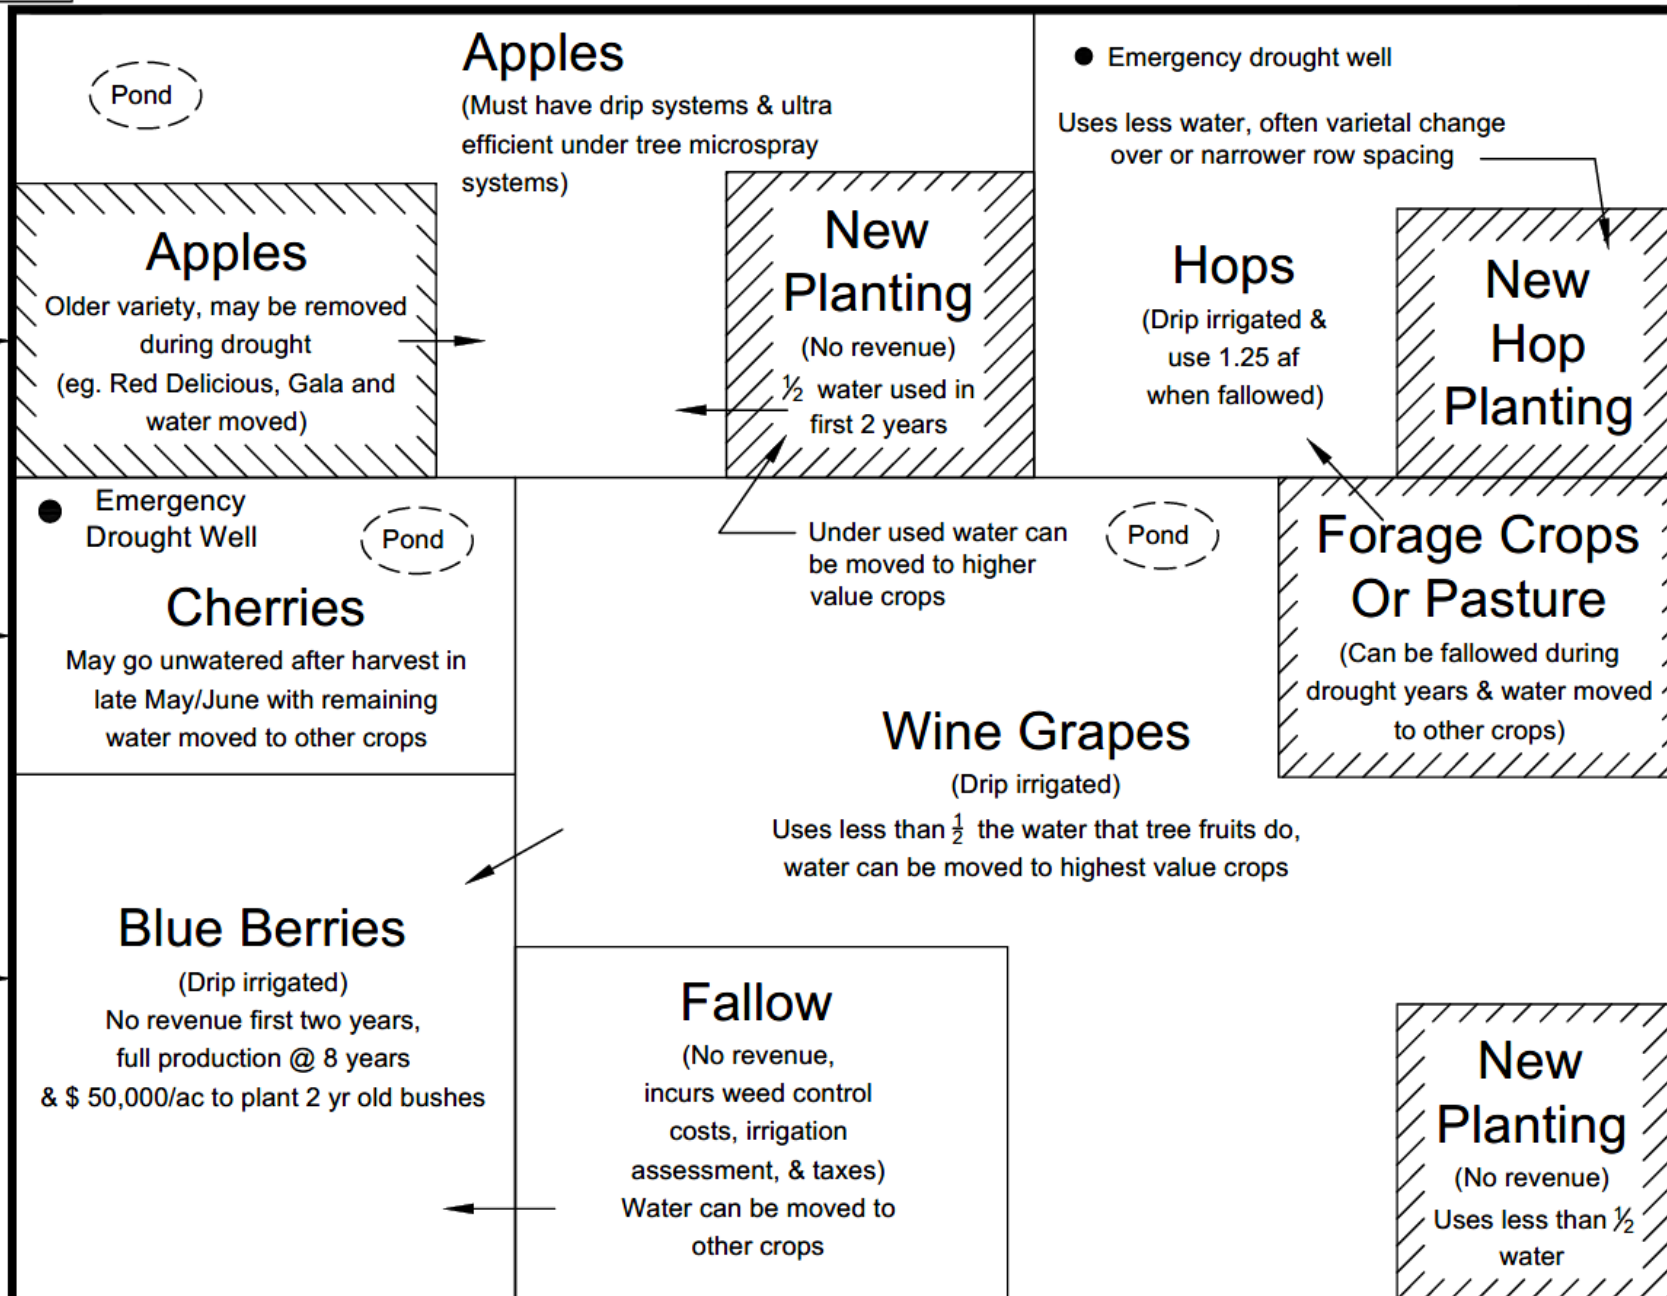 Pond
Apples
(Must have drip systems & ultra
efficient under tree microspray
systems)
Emergency drought well
Uses less water, often varietal change
over or narrower row spacing
Apples
Older variety, may be removed
during drought
(eg. Red Delicious, Gala and
water moved)
New
Planting
(No revenue)
½ water used in
first 2 years
Hops
(Drip irrigated &
use 1.25 af
when fallowed)
New
Hop
Planting
Emergency
Drought Well
Pond
Cherries
May go unwatered after harvest in
late May/June with remaining
water moved to other crops
Under used water can
be moved to higher
value crops
Pond
Forage Crops
Or Pasture
(Can be fallowed during
drought years & water moved
to other crops)
Wine Grapes
(Drip irrigated)
Uses less than ½ the water that tree fruits do,
water can be moved to highest value crops
Blue Berries
(Drip irrigated)
No revenue first two years,
full production @ 8 years
& $ 50,000/ac to plant 2 yr old bushes
Fallow
(No revenue,
incurs weed control
costs, irrigation
assessment, & taxes)
Water can be moved to
other crops
New
Planting
(No revenue)
Uses less than ½
water